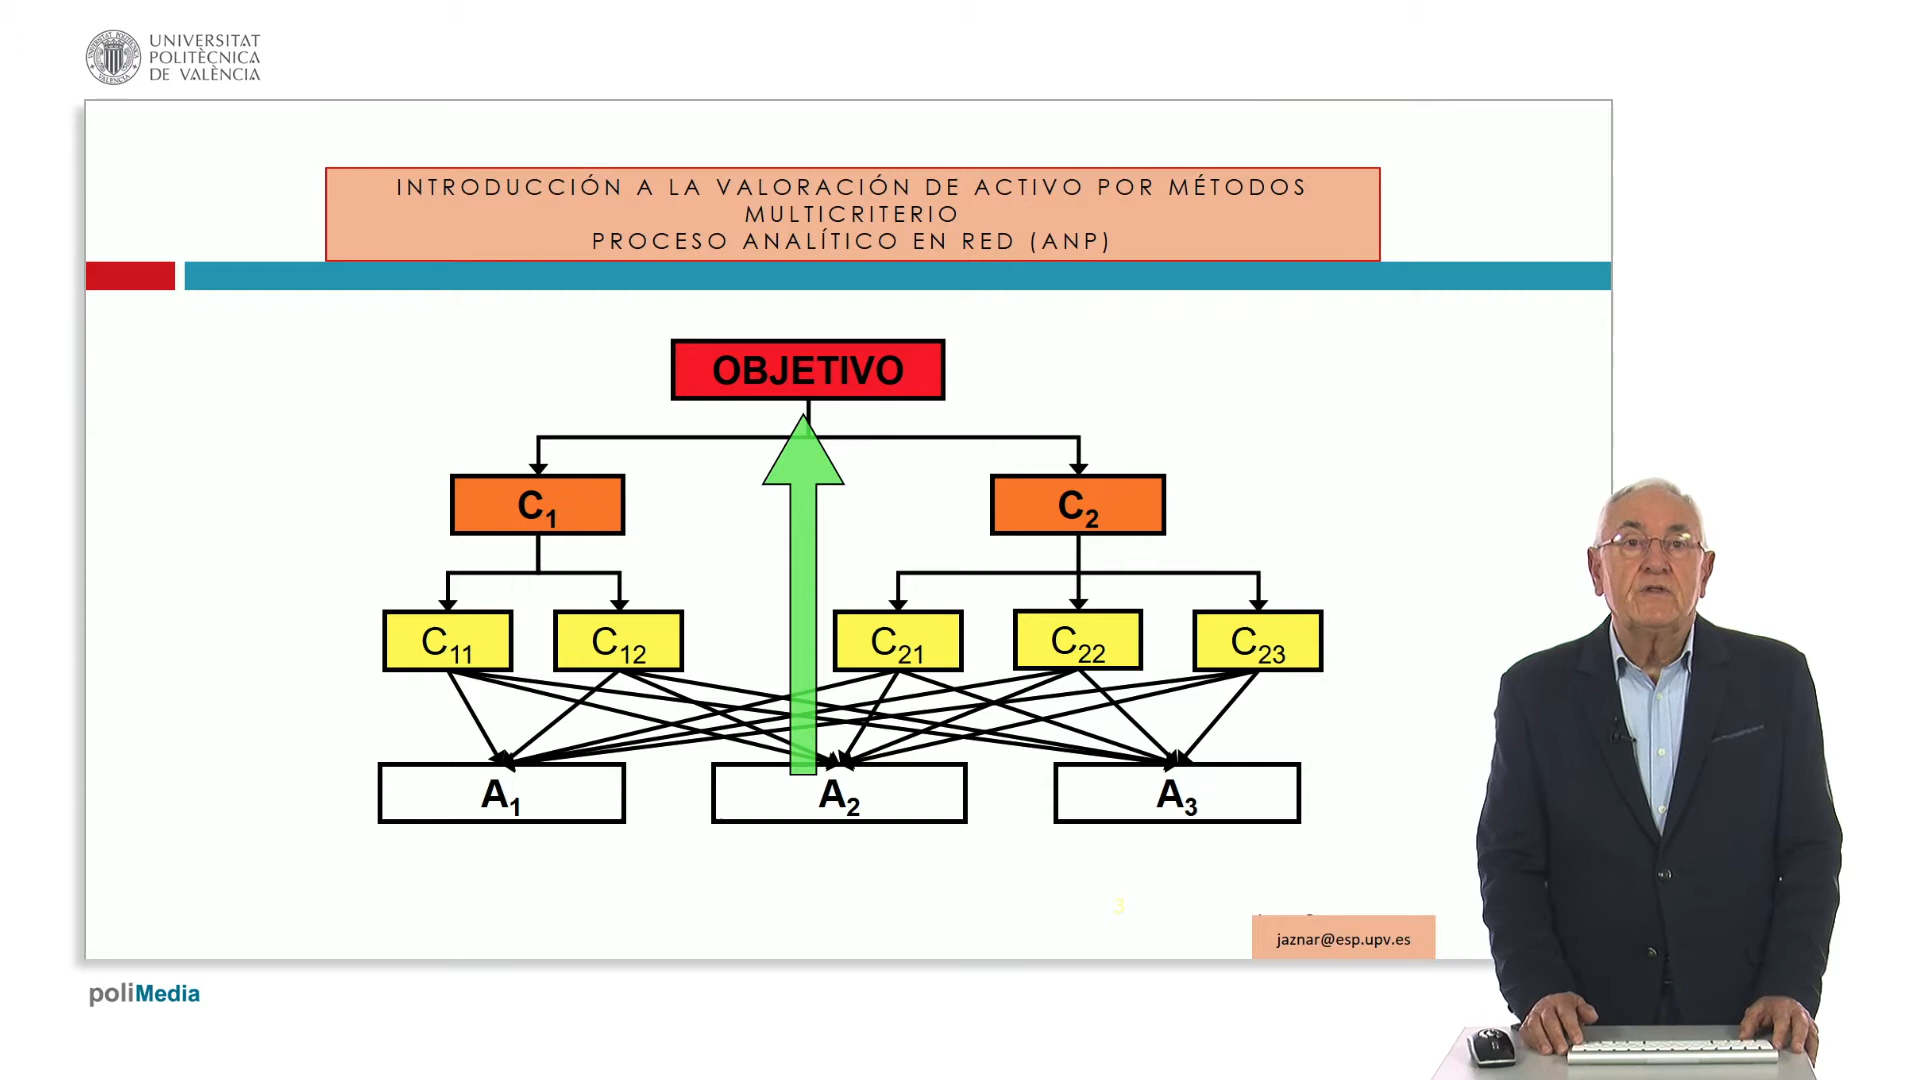 UNIVERSITAT
POLITÈCNICA
DE VALÈNCIA
INTRODUCCIÓN A LA VALORACIÓN DE ACTIVO POR MÉTODOS
MULTICRITERIO
PROCESO ANALÍTICO EN RED (ANP)
OBJETIVO
C1
C2
C11
C12
C21
C22
C23
A1
A2
A3
3
jaznar@esp.upv.es
poliMedia